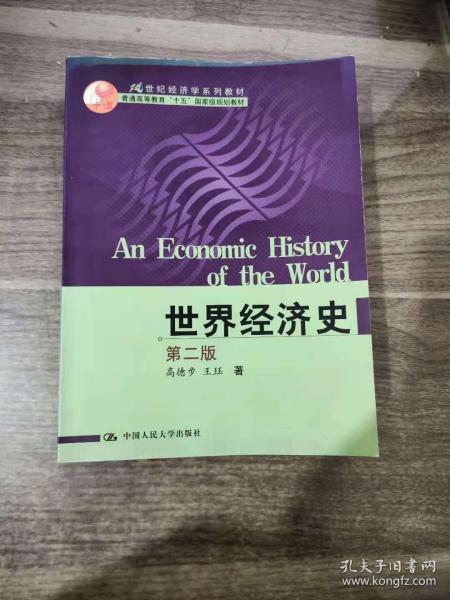 21世纪经济学系列教材
普通高等教育“十五”国家级规划教材
十·五
An Economic History
of the World
世界经济史
第二版
高德步 王珏 著
中国人民大学出版社
孔夫子旧书网
www.kongfz.com